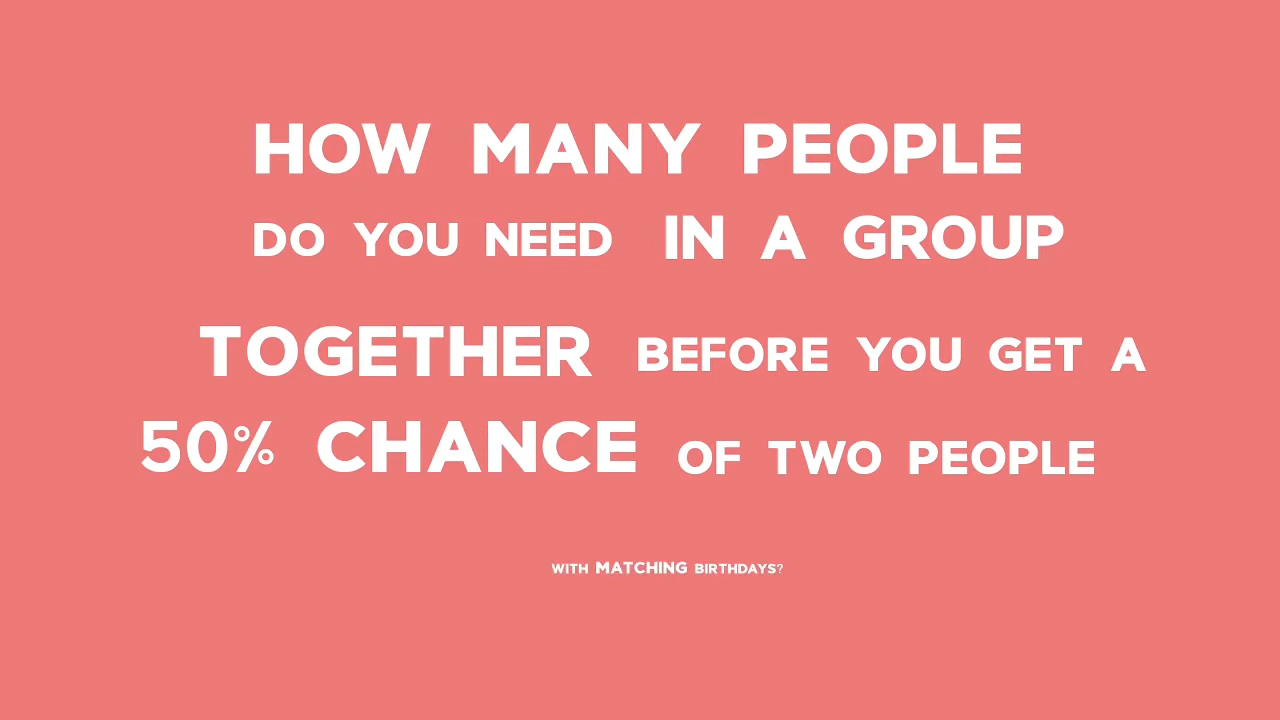 HOW MANY PEOPLE
DO YOU NEED IN A GROUP
TOGETHER BEFORE YOU GET A
50% CHANCE OF TWO PEOPLE
WITH MATCHING BIRTHDAYS?